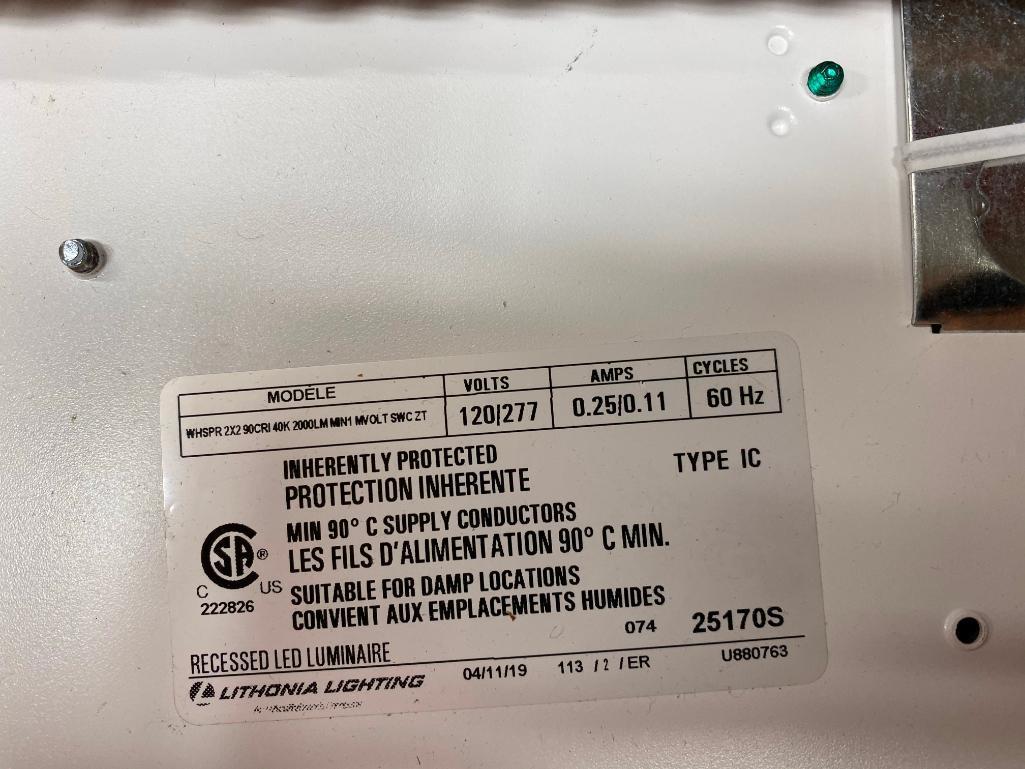 MODÈLE VOLTS AMPS CYCLES
WHSPR 2X2 90CRI 40K 2000LM MIN1 MVOLT SWC ZT 120/277 0.25/0.11 60 Hz
INHERENTLY PROTECTED TYPE IC
PROTECTION INHERENTE
MIN 90° C SUPPLY CONDUCTORS
LES FILS D'ALIMENTATION 90° C MIN.
SUITABLE FOR DAMP LOCATIONS
CONVIENT AUX EMPLACEMENTS HUMIDES
SA®
C US
222826
074 25170S
RECESSED LED LUMINAIRE
LITHONIA LIGHTING 04/11/19 113 / 2 / ER U880763